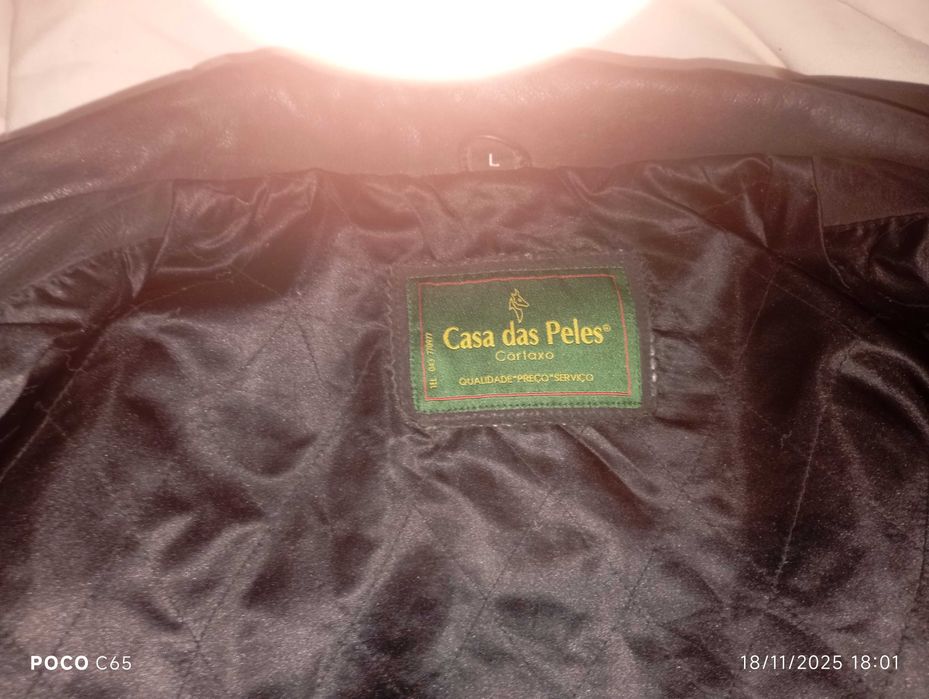 L
Casa das Peles®
Cartaxo
QUALIDADE*PREÇO*SERVIÇO
POCO C65
18/11/2025 18:01